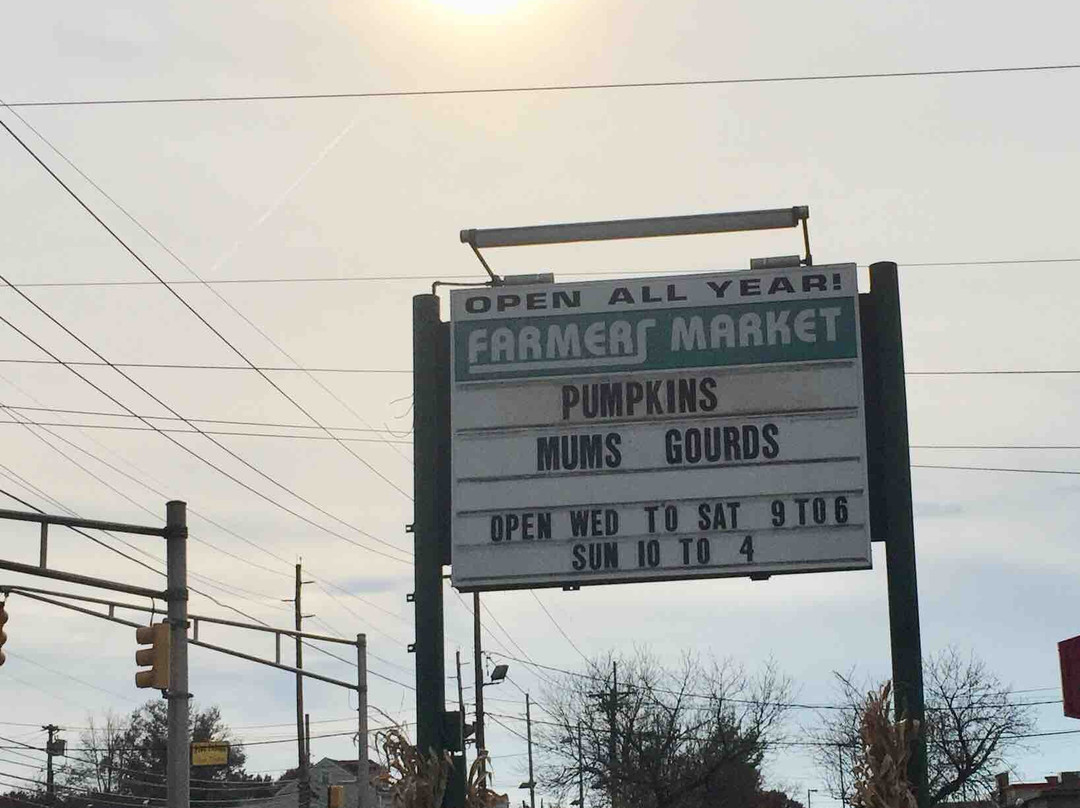 OPEN ALL YEAR!
FARMERS MARKET
PUMPKINS
MUMS GOURDS
OPEN WED TO SAT 9 TO 6
SUN 10 TO 4